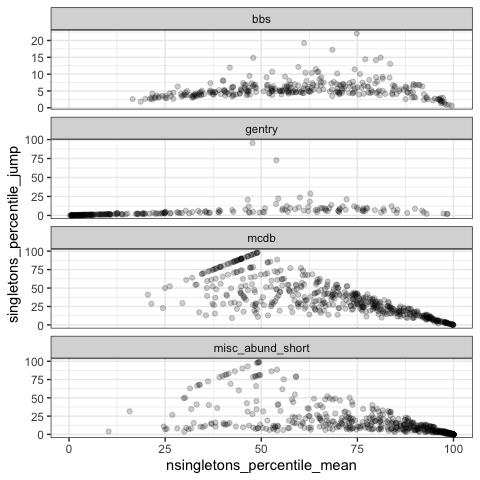 bbs
20
15
10
5
0
gentry
100
75
50
25
0
singletons_percentile_jump
mcdb
100
75
50
25
0
misc_abund_short
100
75
50
25
0
0 25 50 75 100
nsingletons_percentile_mean